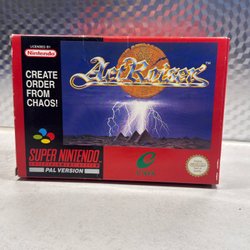 LICENSED BY
Nintendo
ActRaiser
CREATE
ORDER
FROM
CHAOS!
SUPER NINTENDO
ENTERTAINMENT SYSTEM
PAL VERSION